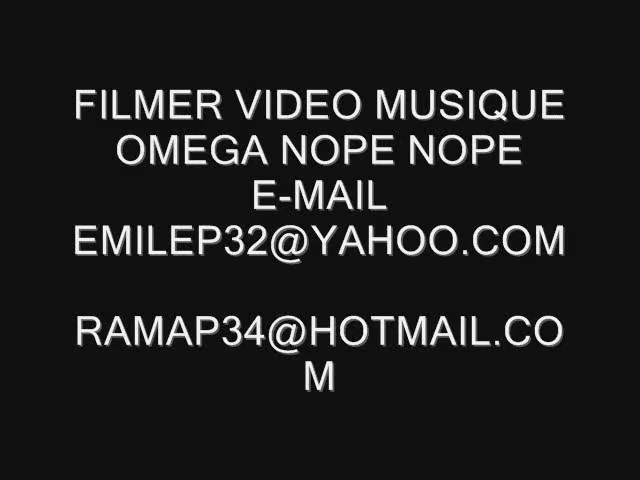 FILMER VIDEO MUSIQUE
OMEGA NOPE NOPE
E-MAIL
EMILEP32@YAHOO.COM
RAMAP34@HOTMAIL.CO
M